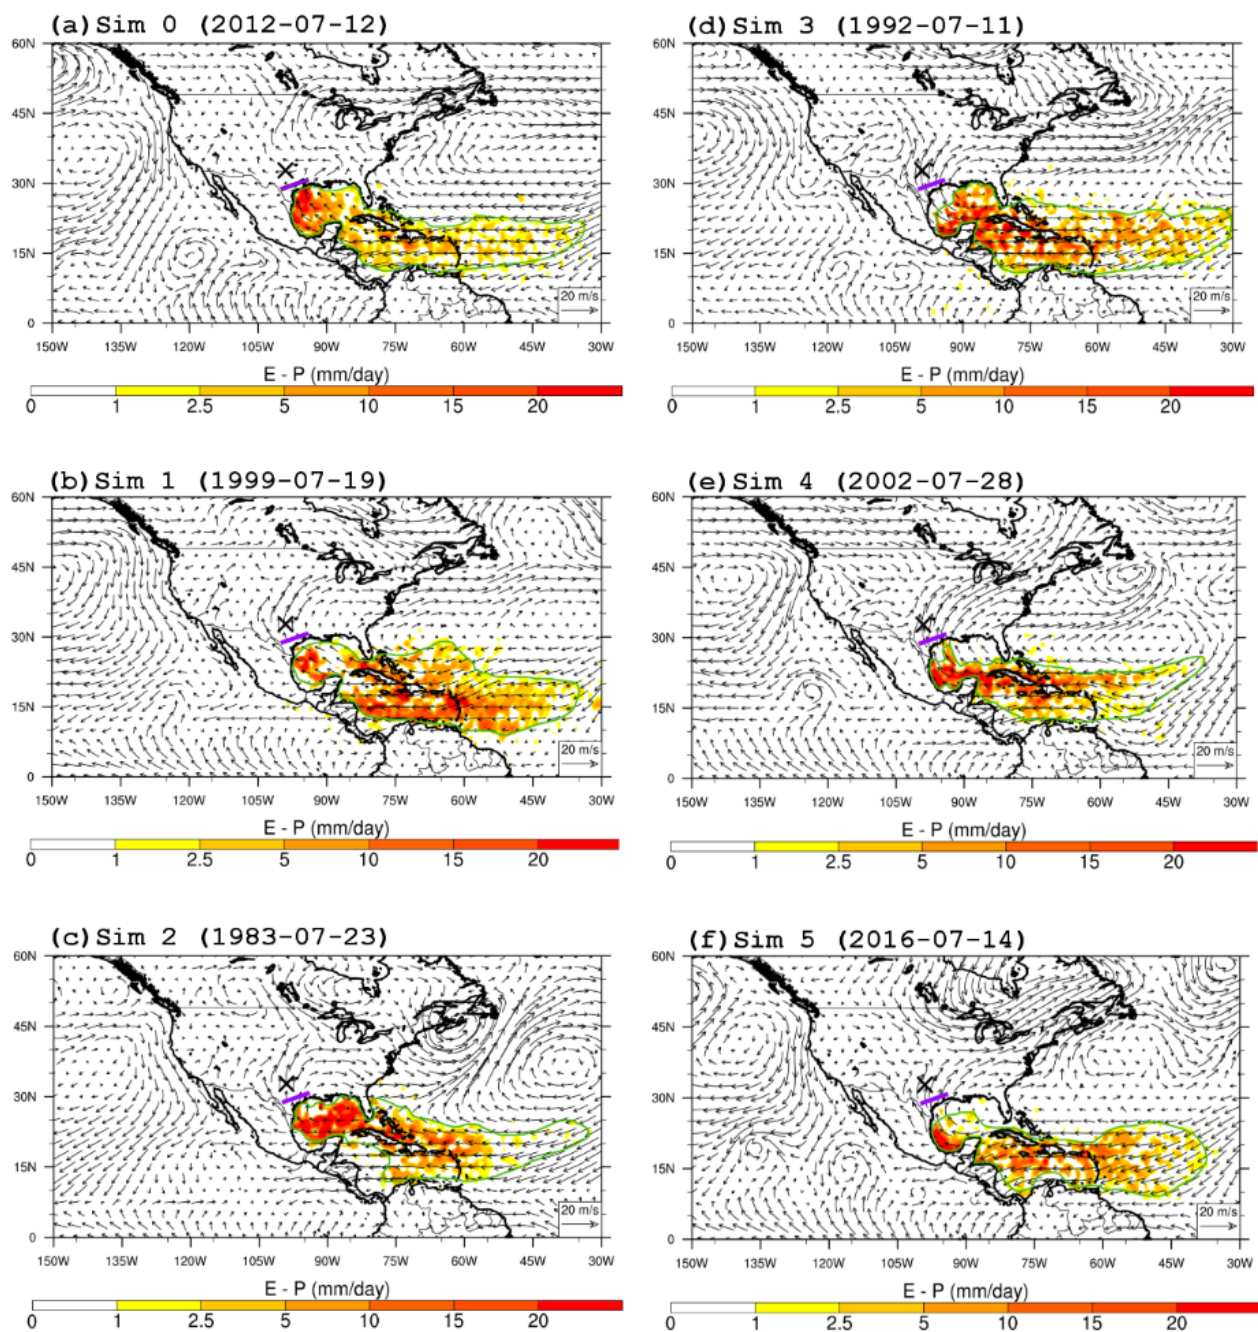 (a) Sim 0 (2012-07-12)
60N
45N
30N
15N
0
20 m/s
150W 135W 120W 105W 90W 75W 60W 45W 30W
E - P (mm/day)
0 1 2.5 5 10 15 20
(d) Sim 3 (1992-07-11)
60N
45N
30N
15N
0
20 m/s
150W 135W 120W 105W 90W 75W 60W 45W 30W
E - P (mm/day)
0 1 2.5 5 10 15 20
(b) Sim 1 (1999-07-19)
60N
45N
30N
15N
0
20 m/s
150W 135W 120W 105W 90W 75W 60W 45W 30W
E - P (mm/day)
0 1 2.5 5 10 15 20
(e) Sim 4 (2002-07-28)
60N
45N
30N
15N
0
20 m/s
150W 135W 120W 105W 90W 75W 60W 45W 30W
E - P (mm/day)
0 1 2.5 5 10 15 20
(c) Sim 2 (1983-07-23)
60N
45N
30N
15N
0
20 m/s
150W 135W 120W 105W 90W 75W 60W 45W 30W
E - P (mm/day)
0 1 2.5 5 10 15 20
(f) Sim 5 (2016-07-14)
60N
45N
30N
15N
0
20 m/s
150W 135W 120W 105W 90W 75W 60W 45W 30W
E - P (mm/day)
0 1 2.5 5 10 15 20